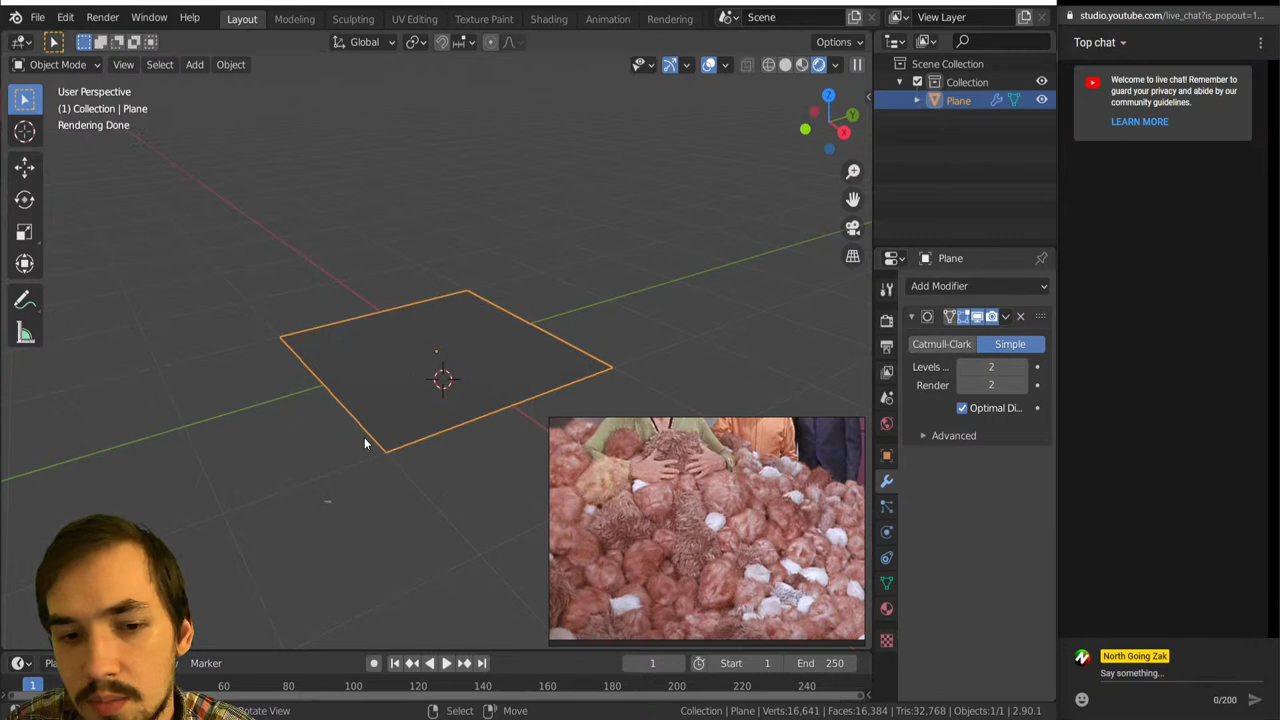 File Edit Render Window Help
Layout Modeling Sculpting UV Editing Texture Paint Shading Animation Rendering
Scene
View Layer
Global
Options
Object Mode View Select Add Object
User Perspective
(1) Collection | Plane
Rendering Done
Z
Y
X
Scene Collection
Collection
Plane
Plane
Add Modifier
Catmull-Clark Simple
Levels ... 2
Render 2
Optimal Di...
Advanced
Marker
1
Start 1
End 250
1 60 80 100 120 140 160 180 200 220 240
Rotate View
Select
Move
Collection | Plane | Verts:16,641 | Faces:16,384 | Tris:32,768 | Objects:1/1 | 2.90.1
studio.youtube.com/live_chat?is_popout=1...
Top chat
Welcome to live chat! Remember to
guard your privacy and abide by our
community guidelines.
LEARN MORE
North Going Zak
Say something...
0/200